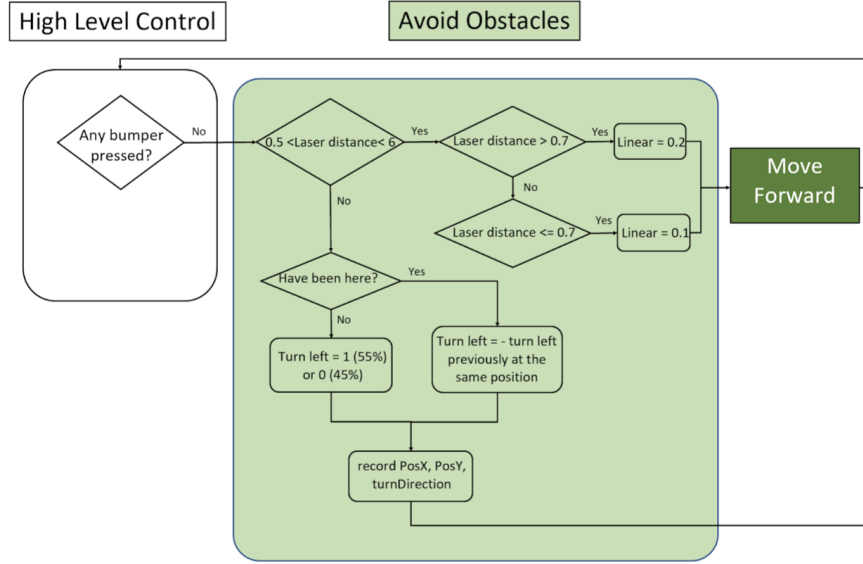 High Level Control
Avoid Obstacles
Any bumper
pressed?
No
0.5 <Laser distance< 6
Yes
Laser distance > 0.7
Yes
Linear = 0.2
Move
Forward
No
No
Laser distance <= 0.7
Yes
Linear = 0.1
Have been here?
Yes
No
Turn left = 1 (55%)
or 0 (45%)
Turn left = - turn left
previously at the
same position
record PosX, PosY,
turnDirection